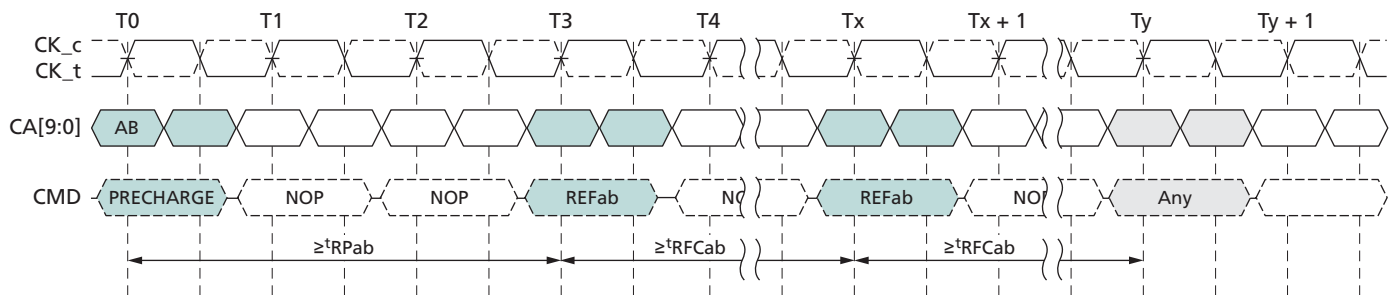 T0 T1 T2 T3 T4 Tx Tx + 1 Ty Ty + 1
CK_c
CK_t
CA[9:0] AB
CMD PRECHARGE NOP NOP REFab REFab Any
≥tRPab ≥tRFCab ≥tRFCab